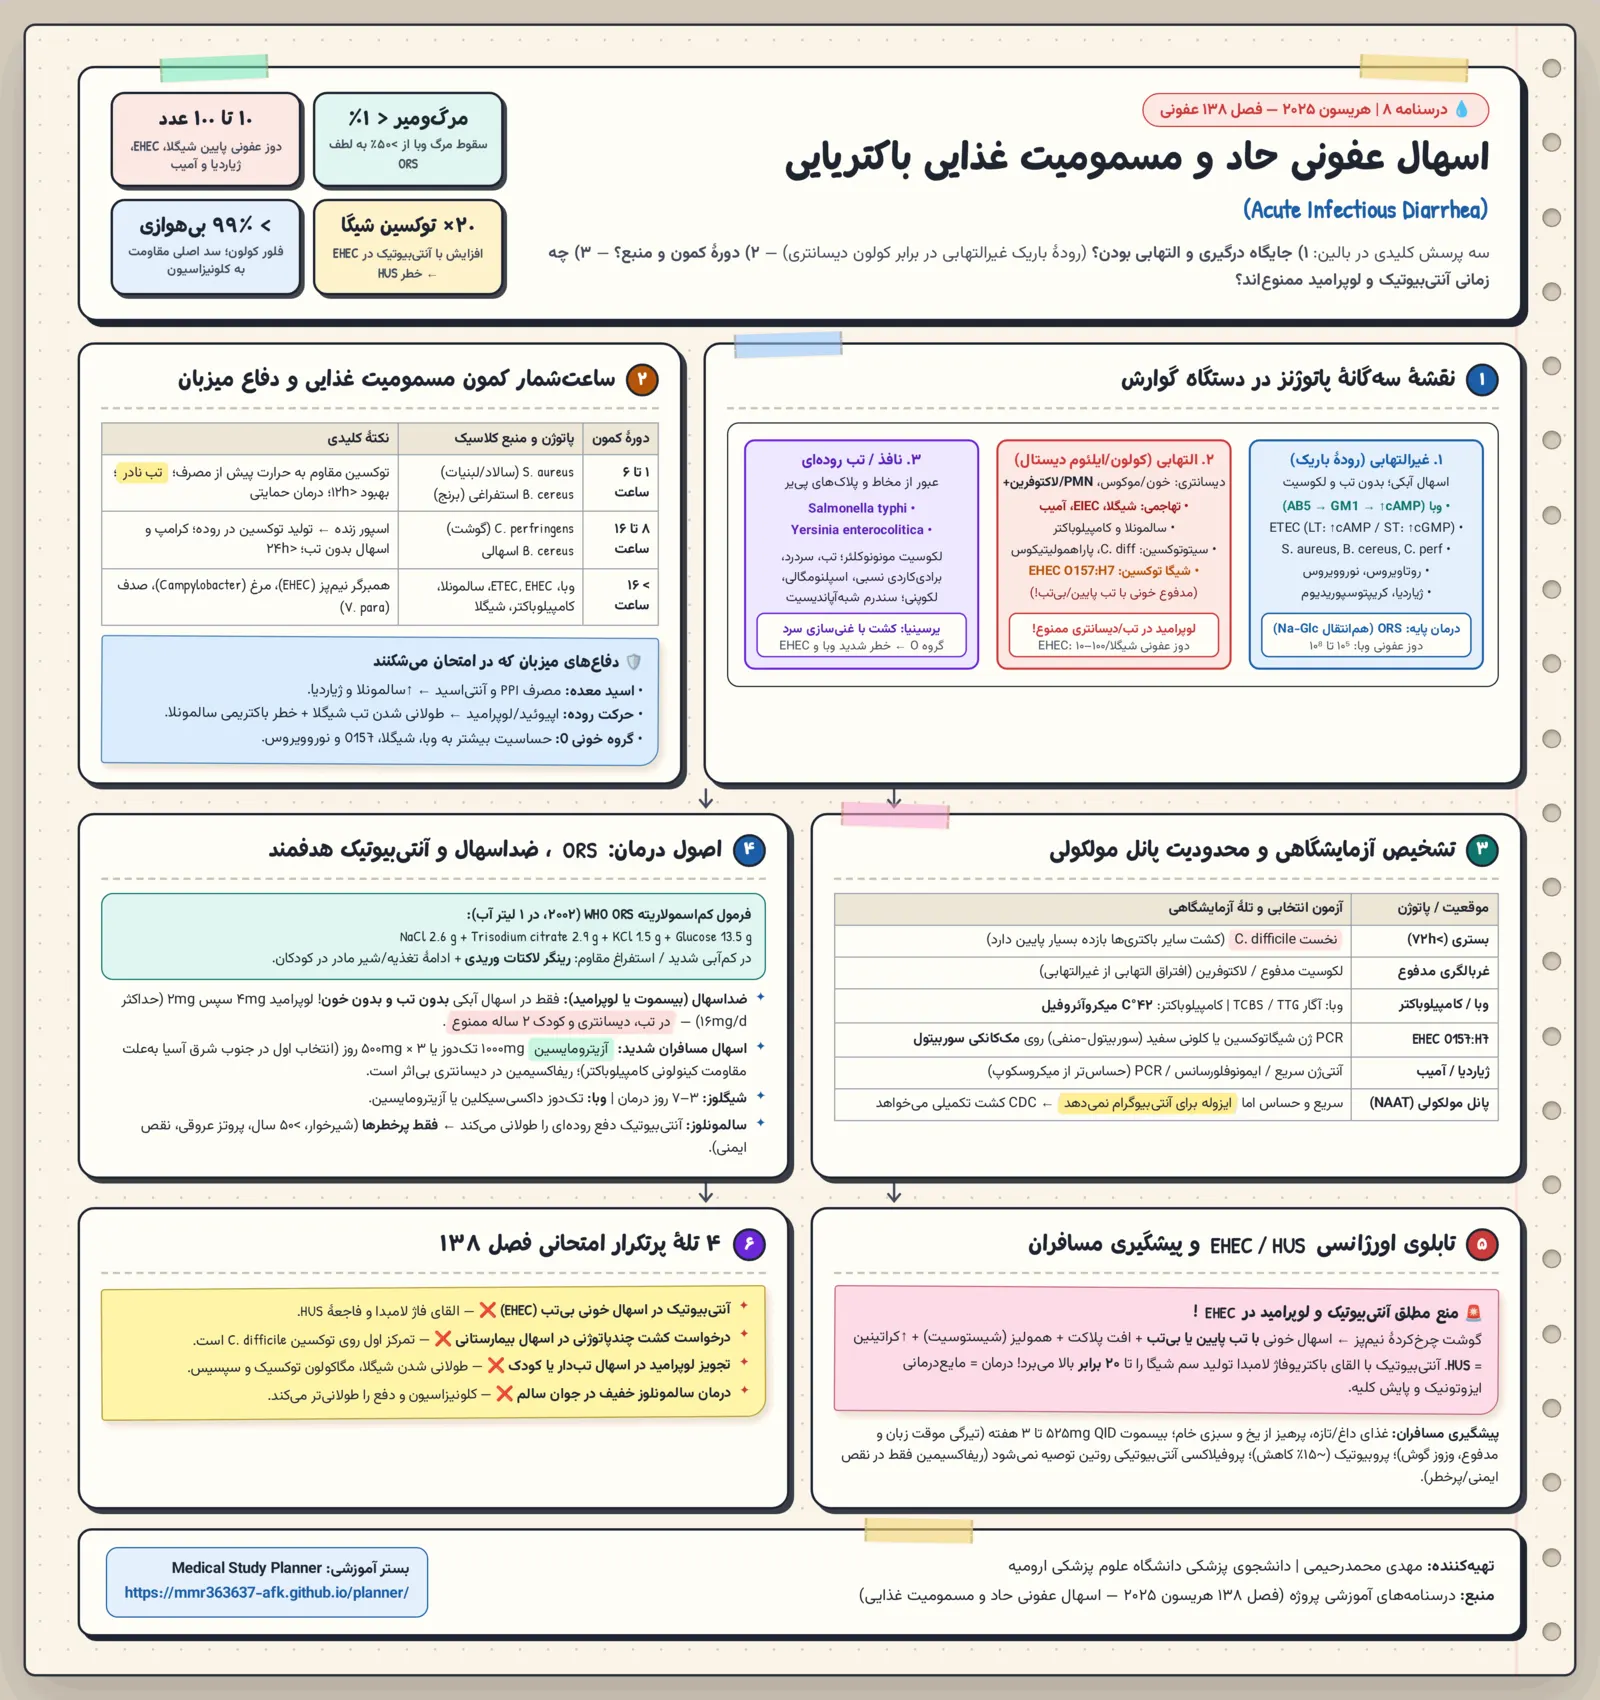 💧 درسنامه ۸ | هریسون ۲۰۲۵ — فصل ۱۳۸ عفونی
اسهال عفونی حاد و مسمومیت غذایی باکتریایی
(Acute Infectious Diarrhea)
سه پرسش کلیدی در بالین: ۱) جایگاه درگیری و التهابی بودن؟ (رودهٔ باریک غیرالتهابی در برابر کولون دیسانتری) — ۲) دورهٔ کمون و منبع؟ — ۳) چه
زمانی آنتی‌بیوتیک و لوپرامید ممنوع‌اند؟
مرگ‌ومیر < ۱٪
سقوط مرگ وبا از >۵۰٪ به لطف
ORS
۱۰ تا ۱۰۰ عدد
دوز عفونی پایین شیگلا، EHEC،
ژیاردیا و آمیب
۲۰× توکسین شیگا
افزایش با آنتی‌بیوتیک در EHEC
← خطر HUS
> ۹۹٪ بی‌هوازی
فلور کولون؛ سد اصلی مقاومت
به کلونیزاسیون
۱ نقشهٔ سه‌گانهٔ پاتوژنز در دستگاه گوارش
۱. غیرالتهابی (رودهٔ باریک)
اسهال آبکی؛ بدون تب و لکوسیت
• وبا (AB5 → GM1 → ↑cAMP)
• ETEC (LT: ↑cAMP / ST: ↑cGMP)
• S. aureus, B. cereus, C. perf
• روتاویروس، نوروویروس
• ژیاردیا، کریپتوسپوریدیوم
درمان پایه: ORS (هم‌انتقال Na-Glc)
دوز عفونی وبا: ۱۰⁵ تا ۱۰⁸
۲. التهابی (کولون/ایلئوم دیستال)
دیسانتری: خون/موکوس، PMN/لاکتوفرین+
• تهاجمی: شیگلا، EIEC، آمیب
• سالمونلا و کامپیلوباکتر
• سیتوتوکسین: C. diff، پاراهمولیتیکوس
• شیگا توکسین: EHEC O157:H7
(مدفوع خونی با تب پایین/بی‌تب!)
لوپرامید در تب/دیسانتری ممنوع!
دوز عفونی شیگلا/EHEC: ۱۰–۱۰۰
۳. نافذ / تب روده‌ای
عبور از مخاط و پلاک‌های پی‌یر
• Salmonella typhi
• Yersinia enterocolitica
لکوسیت مونونوکلئر؛ تب، سردرد،
برادی‌کاردی نسبی، اسپلنومگالی،
لکوپنی؛ سندرم شبه‌آپاندیسیت
یرسینیا: کشت با غنی‌سازی سرد
گروه O ← خطر شدید وبا و EHEC
۲ ساعت‌شمار کمون مسمومیت غذایی و دفاع میزبان
دورهٔ کمون | پاتوژن و منبع کلاسیک | نکتهٔ کلیدی
۱ تا ۶ ساعت | S. aureus (سالاد/لبنیات) B. cereus استفراغی (برنج) | توکسین مقاوم به حرارت پیش از مصرف؛ تب نادر؛ بهبود <۱۲h؛ درمان حمایتی
۸ تا ۱۶ ساعت | C. perfringens (گوشت) B. cereus اسهالی | اسپور زنده ← تولید توکسین در روده؛ کرامپ و اسهال بدون تب؛ <۲۴h
> ۱۶ ساعت | وبا، ETEC, EHEC، سالمونلا، کامپیلوباکتر، شیگلا | همبرگر نیم‌پز (EHEC)، مرغ (Campylobacter)، صدف (V. para)
🛡️ دفاع‌های میزبان که در امتحان می‌شکنند
• اسید معده: مصرف PPI و آنتی‌اسید ← ↑سالمونلا و ژیاردیا.
• حرکت روده: اپیوئید/لوپرامید ← طولانی شدن تب شیگلا + خطر باکتریمی سالمونلا.
• گروه خونی O: حساسیت بیشتر به وبا، شیگلا، O157 و نوروویروس.
۳ تشخیص آزمایشگاهی و محدودیت پانل مولکولی
موقعیت / پاتوژن | آزمون انتخابی و تلهٔ آزمایشگاهی
بستری (>۷۲h) | نخست C. difficile (کشت سایر باکتری‌ها بازده بسیار پایین دارد)
غربالگری مدفوع | لکوسیت مدفوع / لاکتوفرین (افتراق التهابی از غیرالتهابی)
وبا / کامپیلوباکتر | وبا: آگار TCBS / TTG | کامپیلوباکتر: ۴۲°C میکروآئروفیل
EHEC O157:H7 | PCR ژن شیگاتوکسین یا کلونی سفید (سوربیتول-منفی) روی مک‌کانکی سوربیتول
ژیاردیا / آمیب | آنتی‌ژن سریع / ایمونوفلورسانس / PCR (حساس‌تر از میکروسکوپ)
پانل مولکولی (NAAT) | سریع و حساس اما ایزوله برای آنتی‌بیوگرام نمی‌دهد ← CDC کشت تکمیلی می‌خواهد
۴ اصول درمان: ORS ، ضداسهال و آنتی‌بیوتیک هدفمند
فرمول کم‌اسمولاریته WHO ORS (۲۰۰۲، در ۱ لیتر آب):
NaCl 2.6 g + Trisodium citrate 2.9 g + KCl 1.5 g + Glucose 13.5 g
در کم‌آبی شدید / استفراغ مقاوم: رینگر لاکتات وریدی + ادامهٔ تغذیه/شیر مادر در کودکان.
✦ ضداسهال (بیسموت یا لوپرامید): فقط در اسهال آبکی بدون تب و بدون خون! لوپرامید ۴mg سپس ۲mg (حداکثر
۱۶mg/d) — در تب، دیسانتری و کودک ۲ ساله ممنوع.
✦ اسهال مسافران شدید: آزیترومایسین ۱۰۰۰mg تک‌دوز یا ۳ × ۵۰۰mg روز (انتخاب اول در جنوب شرق آسیا به‌علت
مقاومت کینولونی کامپیلوباکتر)؛ ریفاکسیمین در دیسانتری بی‌اثر است.
✦ شیگلوز: ۳–۷ روز درمان | وبا: تک‌دوز داکسی‌سیکلین یا آزیترومایسین.
✦ سالمونلوز: آنتی‌بیوتیک دفع روده‌ای را طولانی می‌کند ← فقط پرخطرها (شیرخوار، >۵۰ سال، پروتز عروقی، نقص
ایمنی).
۵ تابلوی اورژانسی EHEC / HUS و پیشگیری مسافران
🚨 منع مطلق آنتی‌بیوتیک و لوپرامید در EHEC !
گوشت چرخ‌کردهٔ نیم‌پز ← اسهال خونی با تب پایین یا بی‌تب + افت پلاکت + همولیز (شیستوسیت) + ↑کراتینین
= HUS. آنتی‌بیوتیک با القای باکتریوفاژ لامبدا تولید سم شیگا را تا ۲۰ برابر بالا می‌برد! درمان = مایع‌درمانی
ایزوتونیک و پایش کلیه.
پیشگیری مسافران: غذای داغ/تازه، پرهیز از یخ و سبزی خام؛ بیسموت ۵۲۵mg QID تا ۳ هفته (تیرگی موقت زبان و
مدفوع، وزوز گوش)؛ پروبیوتیک (~۱۵٪ کاهش)؛ پروفیلاکسی آنتی‌بیوتیکی روتین توصیه نمی‌شود (ریفاکسیمین فقط در نقص
ایمنی/پرخطر).
۶ ۴ تلهٔ پرتکرار امتحانی فصل ۱۳۸
✦ آنتی‌بیوتیک در اسهال خونی بی‌تب (EHEC) ❌ — القای فاژ لامبدا و فاجعهٔ HUS.
✦ درخواست کشت چندپاتوژنی در اسهال بیمارستانی ❌ — تمرکز اول روی توکسین C. difficile است.
✦ تجویز لوپرامید در اسهال تب‌دار یا کودک ❌ — طولانی شدن شیگلا، مگاکولون توکسیک و سپسیس.
✦ درمان سالمونلوز خفیف در جوان سالم ❌ — کلونیزاسیون و دفع را طولانی‌تر می‌کند.
تهیه‌کننده: مهدی محمدرحیمی | دانشجوی پزشکی دانشگاه علوم پزشکی ارومیه
منبع: درسنامه‌های آموزشی پروژه (فصل ۱۳۸ هریسون ۲۰۲۵ — اسهال عفونی حاد و مسمومیت غذایی)
بستر آموزشی: Medical Study Planner
https://mmr363637-afk.github.io/planner/